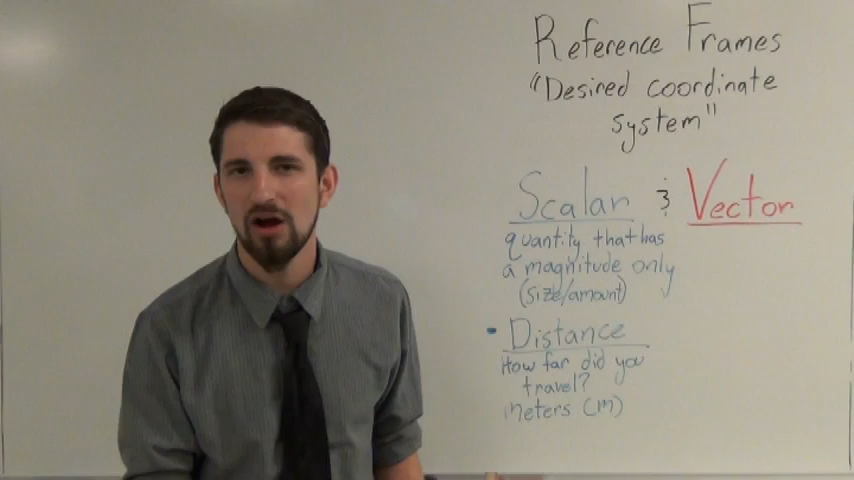 Reference Frames
"Desired coordinate
system"
Scalar & Vector
quantity that has
a magnitude only
(size/amount)
- Distance
How far did you
travel?
meters (m)